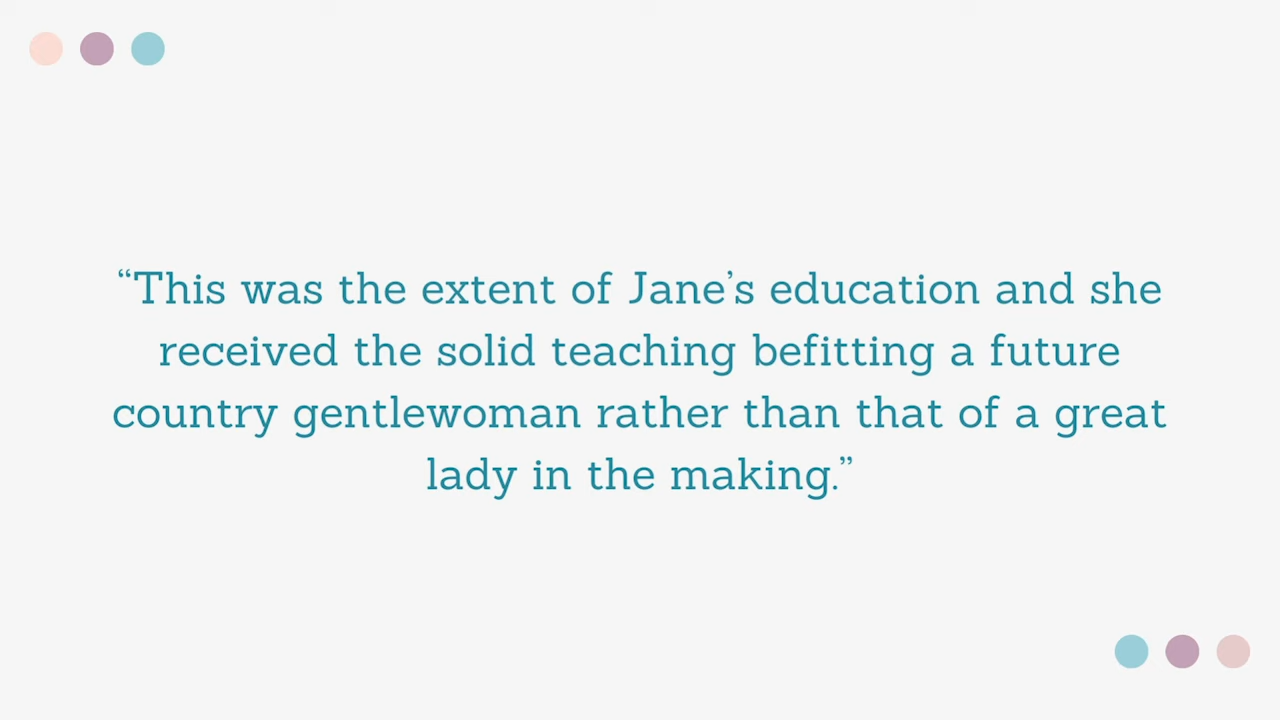 “This was the extent of Jane’s education and she
received the solid teaching befitting a future
country gentlewoman rather than that of a great
lady in the making.”